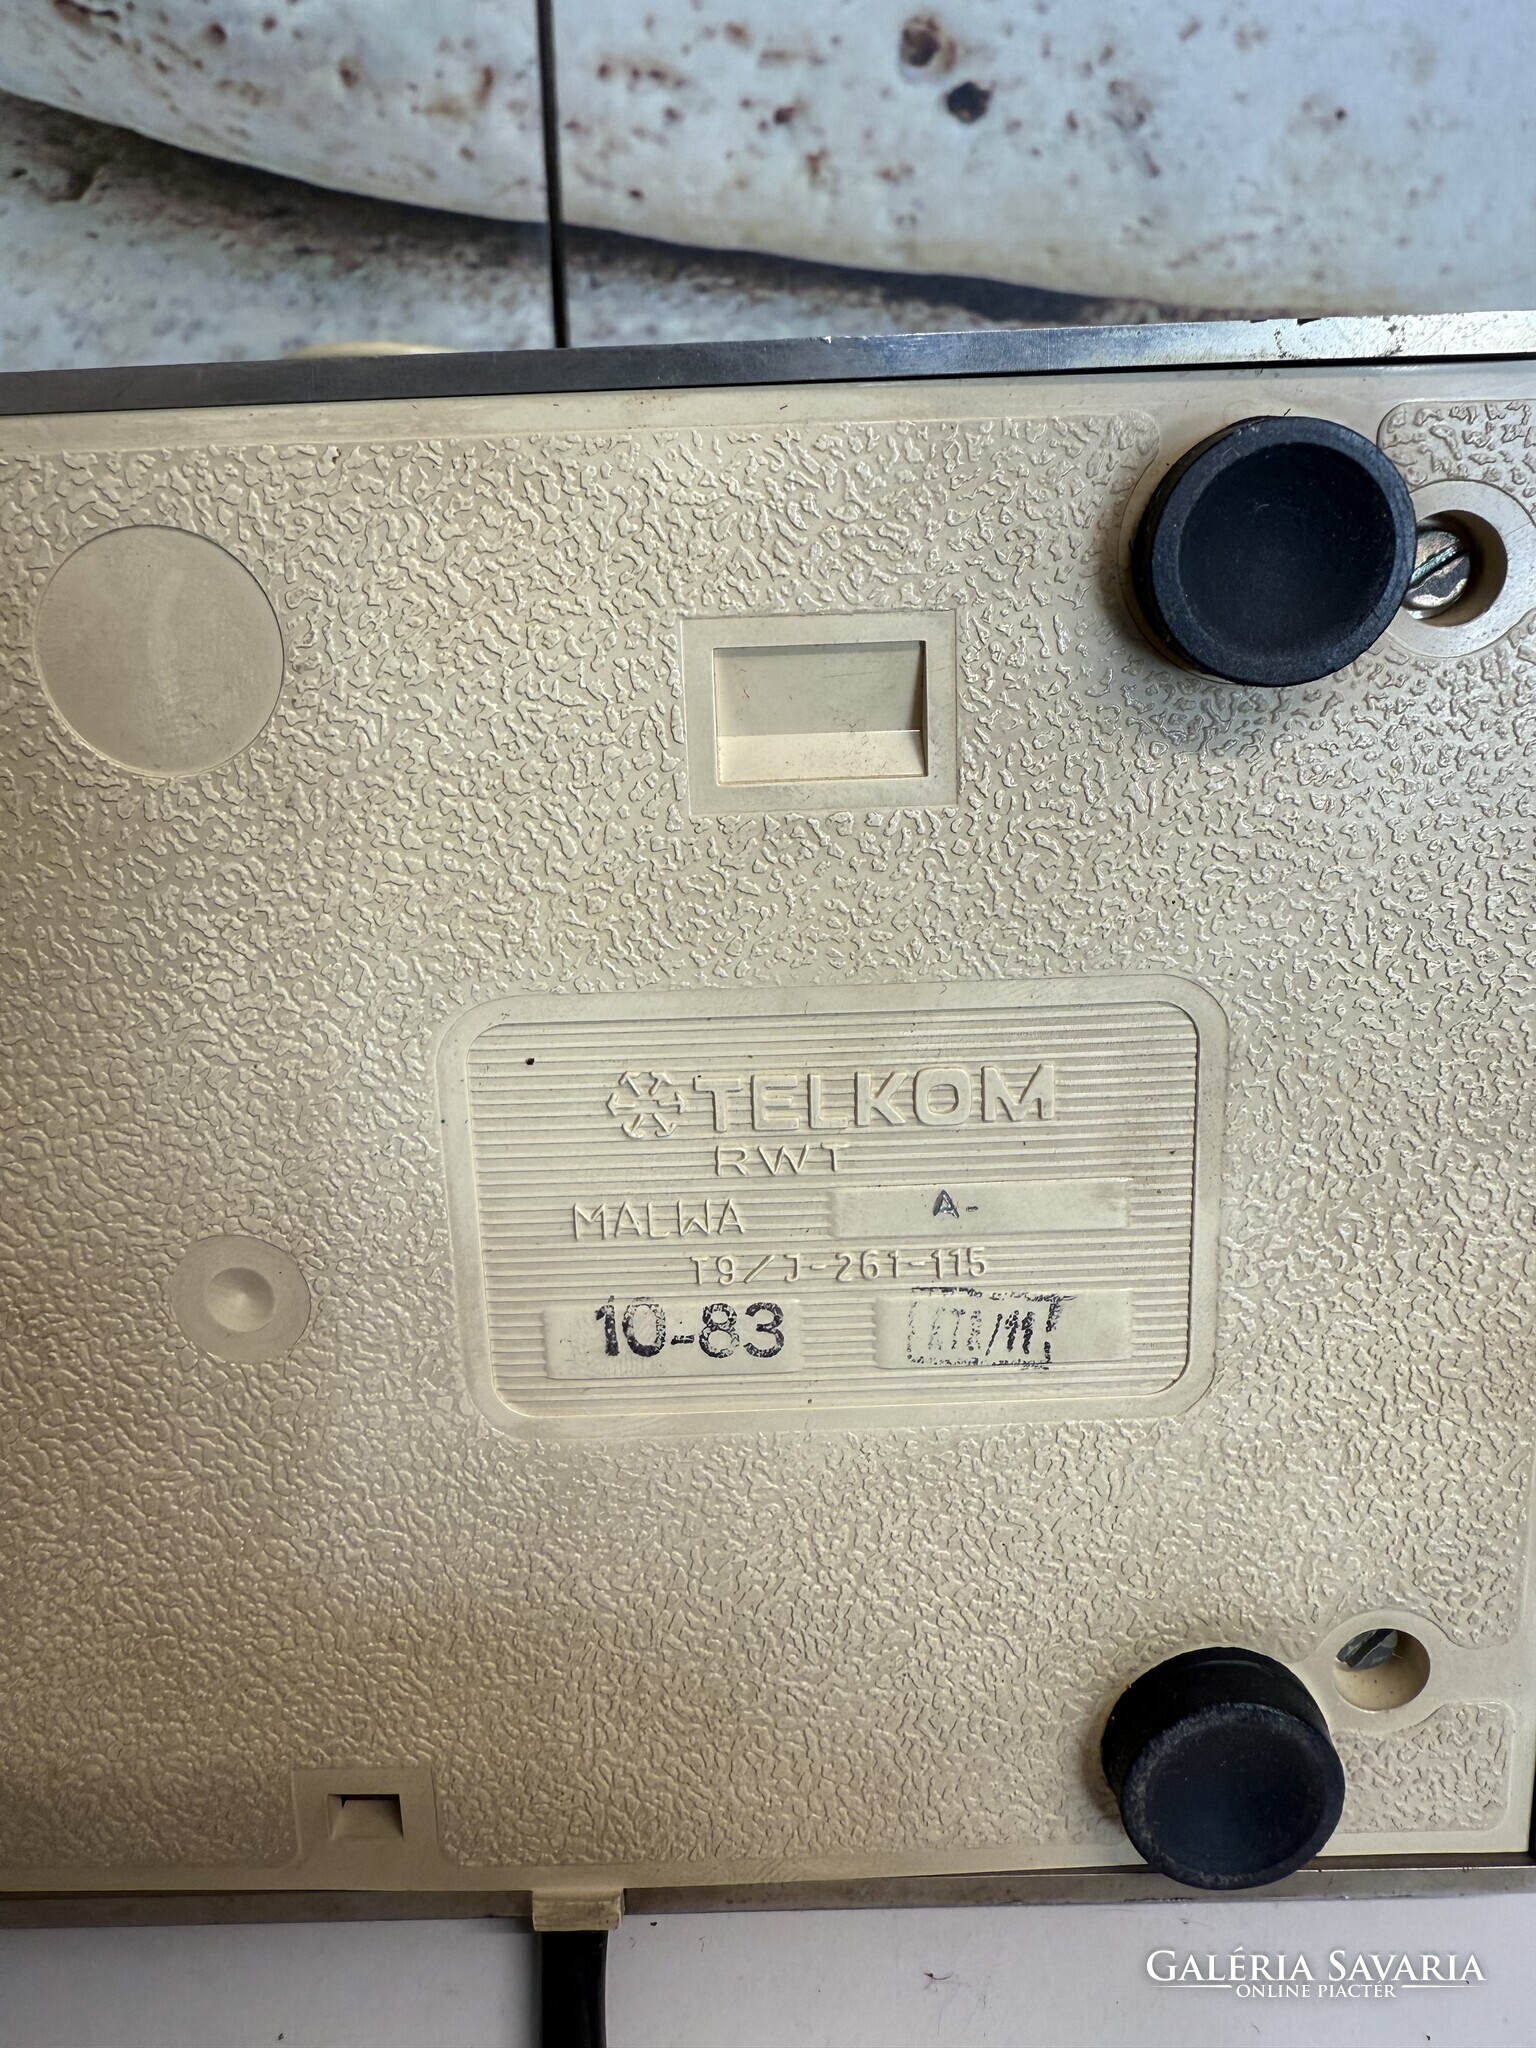 TELKOM
RWT
MALWA A-
T9/J-261-115
10-83
GALÉRIA SAVARIA
ONLINE PIACTÉR